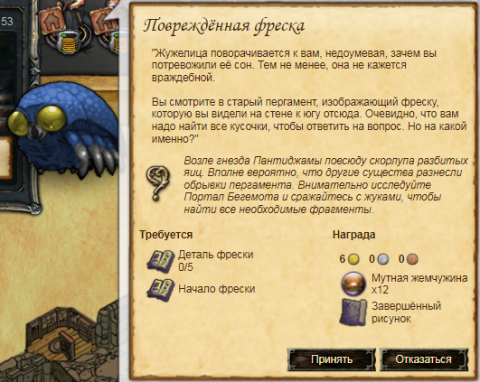 53
Повреждённая фреска
"Жужелица поворачивается к вам, недоумевая, зачем вы
потревожили её сон. Тем не менее, она не кажется
враждебной.
Вы смотрите в старый пергамент, изображающий фреску,
которую вы видели на стене к югу отсюда. Очевидно, что вам
надо найти все кусочки, чтобы ответить на вопрос. Но на какой
именно?"
Возле гнезда Пантиджамы повсюду скорлупа разбитых
яиц. Вполне вероятно, что другие существа разнесли
обрывки пергамента. Внимательно исследуйте
Портал Бегемота и сражайтесь с жуками, чтобы
найти все необходимые фрагменты.
Требуется
Деталь фрески
0/5
Начало фрески
Награда
6 0 0
Мутная жемчужина
x12
Завершённый
рисунок
Принять
Отказаться